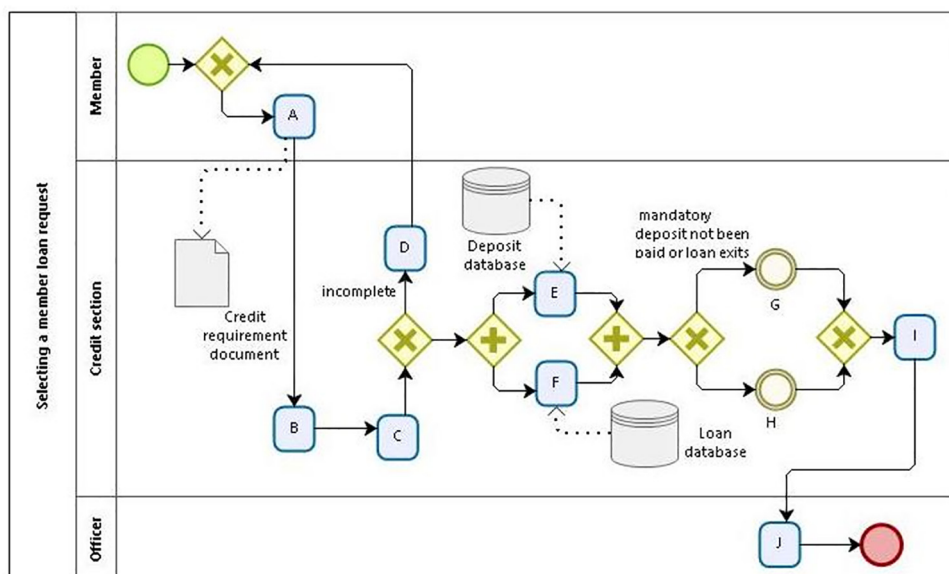 Selecting a member loan request
Member
A
Credit section
Credit
requirement
document
B
C
D
incomplete
Deposit
database
E
F
Loan
database
mandatory
deposit not been
paid or loan exits
G
H
I
Officer
J